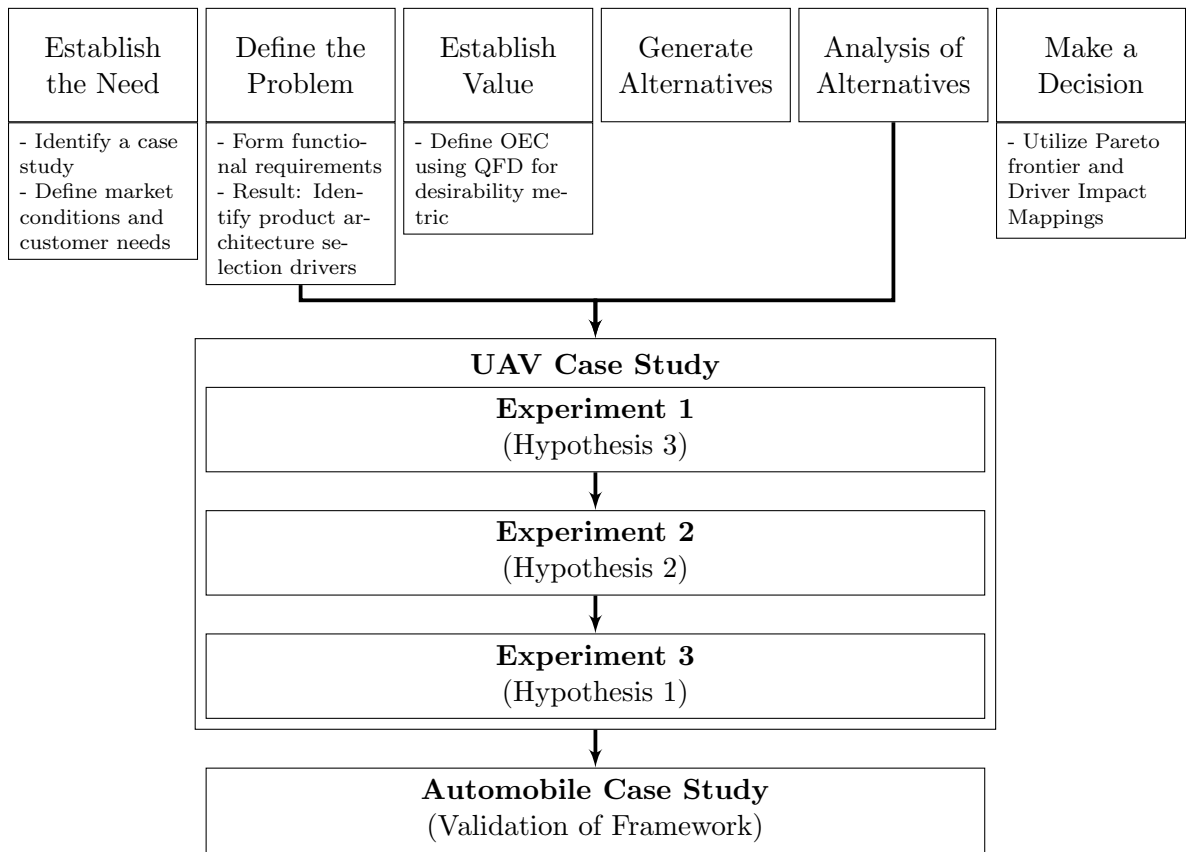 Establish
the Need
Define the
Problem
Establish
Value
Generate
Alternatives
Analysis of
Alternatives
Make a
Decision
- Identify a case
study
- Define market
conditions and
customer needs
- Form functio-
nal requirements
- Result: Iden-
tify product ar-
chitecture se-
lection drivers
- Define OEC
using QFD for
desirability me-
tric
- Utilize Pareto
frontier and
Driver Impact
Mappings
UAV Case Study
Experiment 1
(Hypothesis 3)
Experiment 2
(Hypothesis 2)
Experiment 3
(Hypothesis 1)
Automobile Case Study
(Validation of Framework)